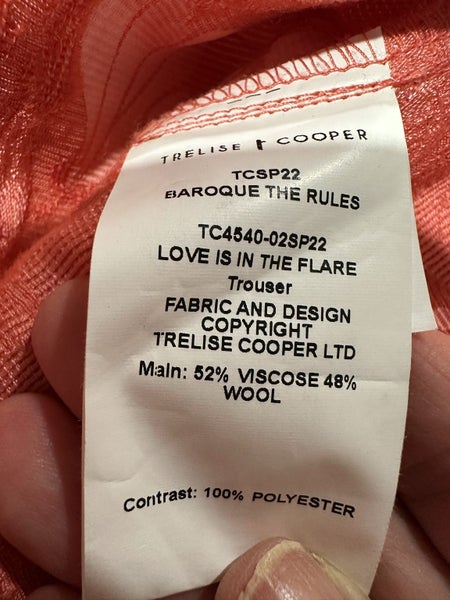 TRELISE COOPER
TCSP22
BAROQUE THE RULES
TC4540-02SP22
LOVE IS IN THE FLARE
Trouser
FABRIC AND DESIGN
COPYRIGHT
TRELISE COOPER LTD
Main: 52% VISCOSE 48%
WOOL
Contrast: 100% POLYESTER